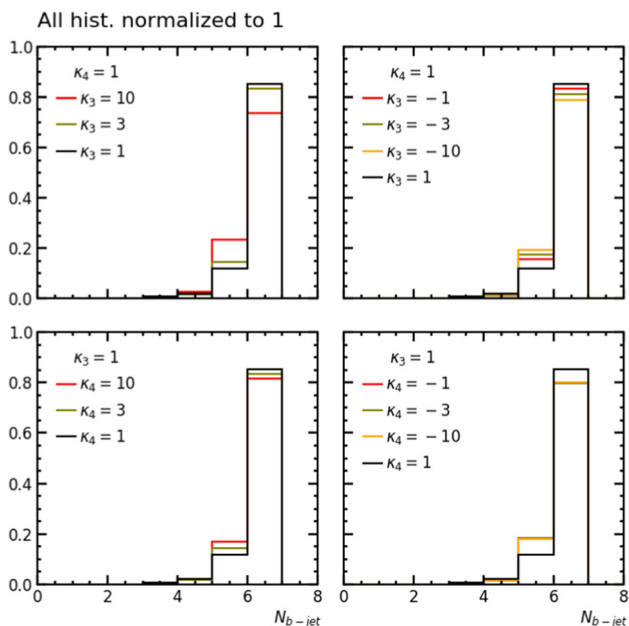 All hist. normalized to 1
1.0
0.8
0.6
0.4
0.2
0.0
κ₄ = 1
κ₃ = 10
κ₃ = 3
κ₃ = 1
κ₄ = 1
κ₃ = − 1
κ₃ = − 3
κ₃ = − 10
κ₃ = 1
1.0
0.8
0.6
0.4
0.2
0.0
κ₃ = 1
κ₄ = 10
κ₄ = 3
κ₄ = 1
κ₃ = 1
κ₄ = − 1
κ₄ = − 3
κ₄ = − 10
κ₄ = 1
0 2 4 6 8
0 2 4 6 8
N_{b−jet}
N_{b−jet}